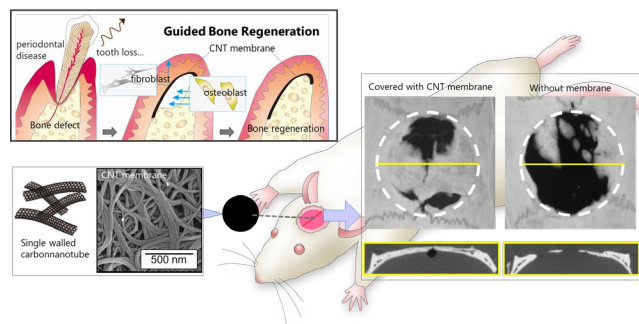 Guided Bone Regeneration
periodontal
disease
tooth loss...
CNT membrane
fibroblast
osteoblast
Bone defect
Bone regeneration
CNT membrane
Single walled
carbonnanotube
500 nm
Covered with CNT membrane
Without membrane